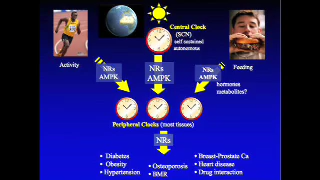 Central Clock
(SCN)
self sustained
autonomous
Activity
Feeding
NRs
AMPK
NRs
AMPK
NRs
AMPK
hormones
metabolites?
Peripheral Clocks (most tissues)
NRs
• Diabetes
• Obesity
• Hypertension
• Osteoporosis
• BMR
• Breast-Prostate Ca
• Heart disease
• Drug interaction